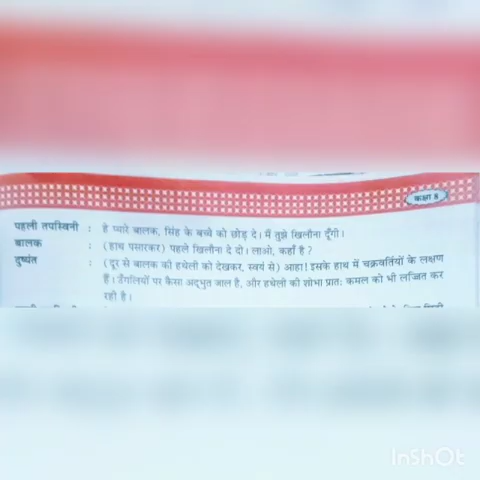 कक्षा 8
पहली तपस्विनी : हे प्यारे बालक, सिंह के बच्चे को छोड़ दे। मैं तुझे खिलौना दूँगी।
बालक : (हाथ पसारकर) पहले खिलौना दे दो। लाओ, कहाँ है ?
दुष्यंत : (दूर से बालक की हथेली को देखकर, स्वयं से) आहा! इसके हाथ में चक्रवर्तियों के लक्षण
हैं। उँगलियों पर कैसा अद्भुत जाल है, और हथेली की शोभा प्रातः कमल को भी लज्जित कर
रही है।
InShOt